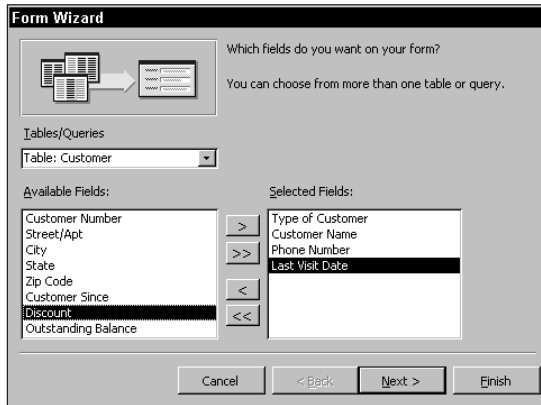 Form Wizard
Which fields do you want on your form?
You can choose from more than one table or query.
Tables/Queries
Table: Customer
Available Fields:
Customer Number
Street/Apt
City
State
Zip Code
Customer Since
Discount
Outstanding Balance
>
>>
<
<<
Selected Fields:
Type of Customer
Customer Name
Phone Number
Last Visit Date
Cancel
< Back
Next >
Finish